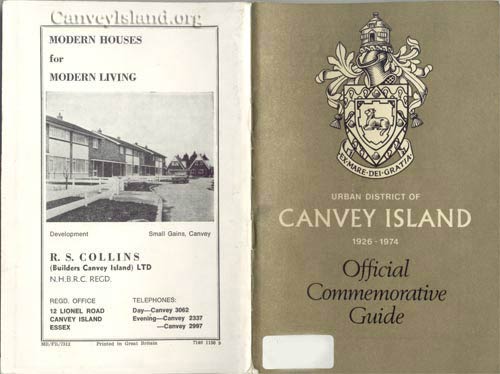 CanveyIsland.org
MODERN HOUSES
for
MODERN LIVING
Development Small Gains, Canvey
R. S. COLLINS
(Builders Canvey Island) LTD
N.H.B.R.C. REGD.
REGD. OFFICE
12 LIONEL ROAD
CANVEY ISLAND
ESSEX
TELEPHONES:
Day—Canvey 3062
Evening—Canvey 2337
—Canvey 2997
Printed in Great Britain
EX·MARE·DEI·GRATIA
URBAN DISTRICT OF
CANVEY ISLAND
1926 - 1974
Official
Commemorative
Guide